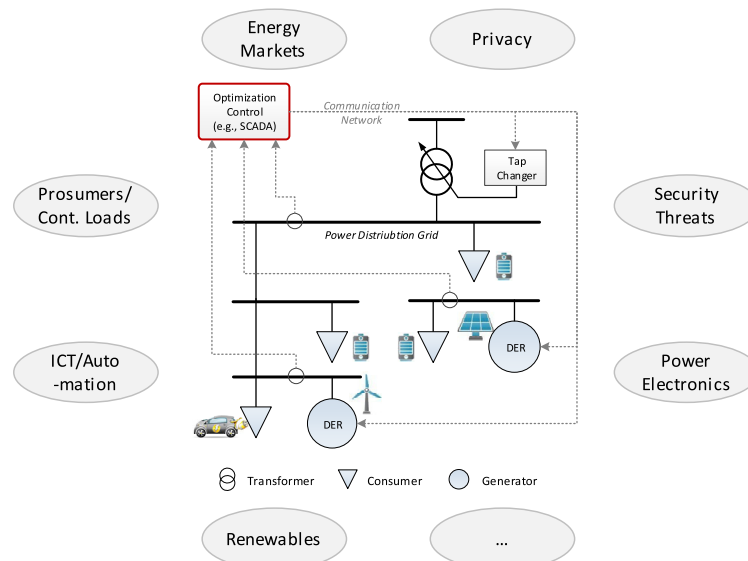 Energy
Markets
Privacy
Optimization
Control
(e.g., SCADA)
Communication
Network
Tap
Changer
Prosumers/
Cont. Loads
Security
Threats
Power Distriubtion Grid
DER
ICT/Auto
-mation
Power
Electronics
DER
Transformer
Consumer
Generator
Renewables
...